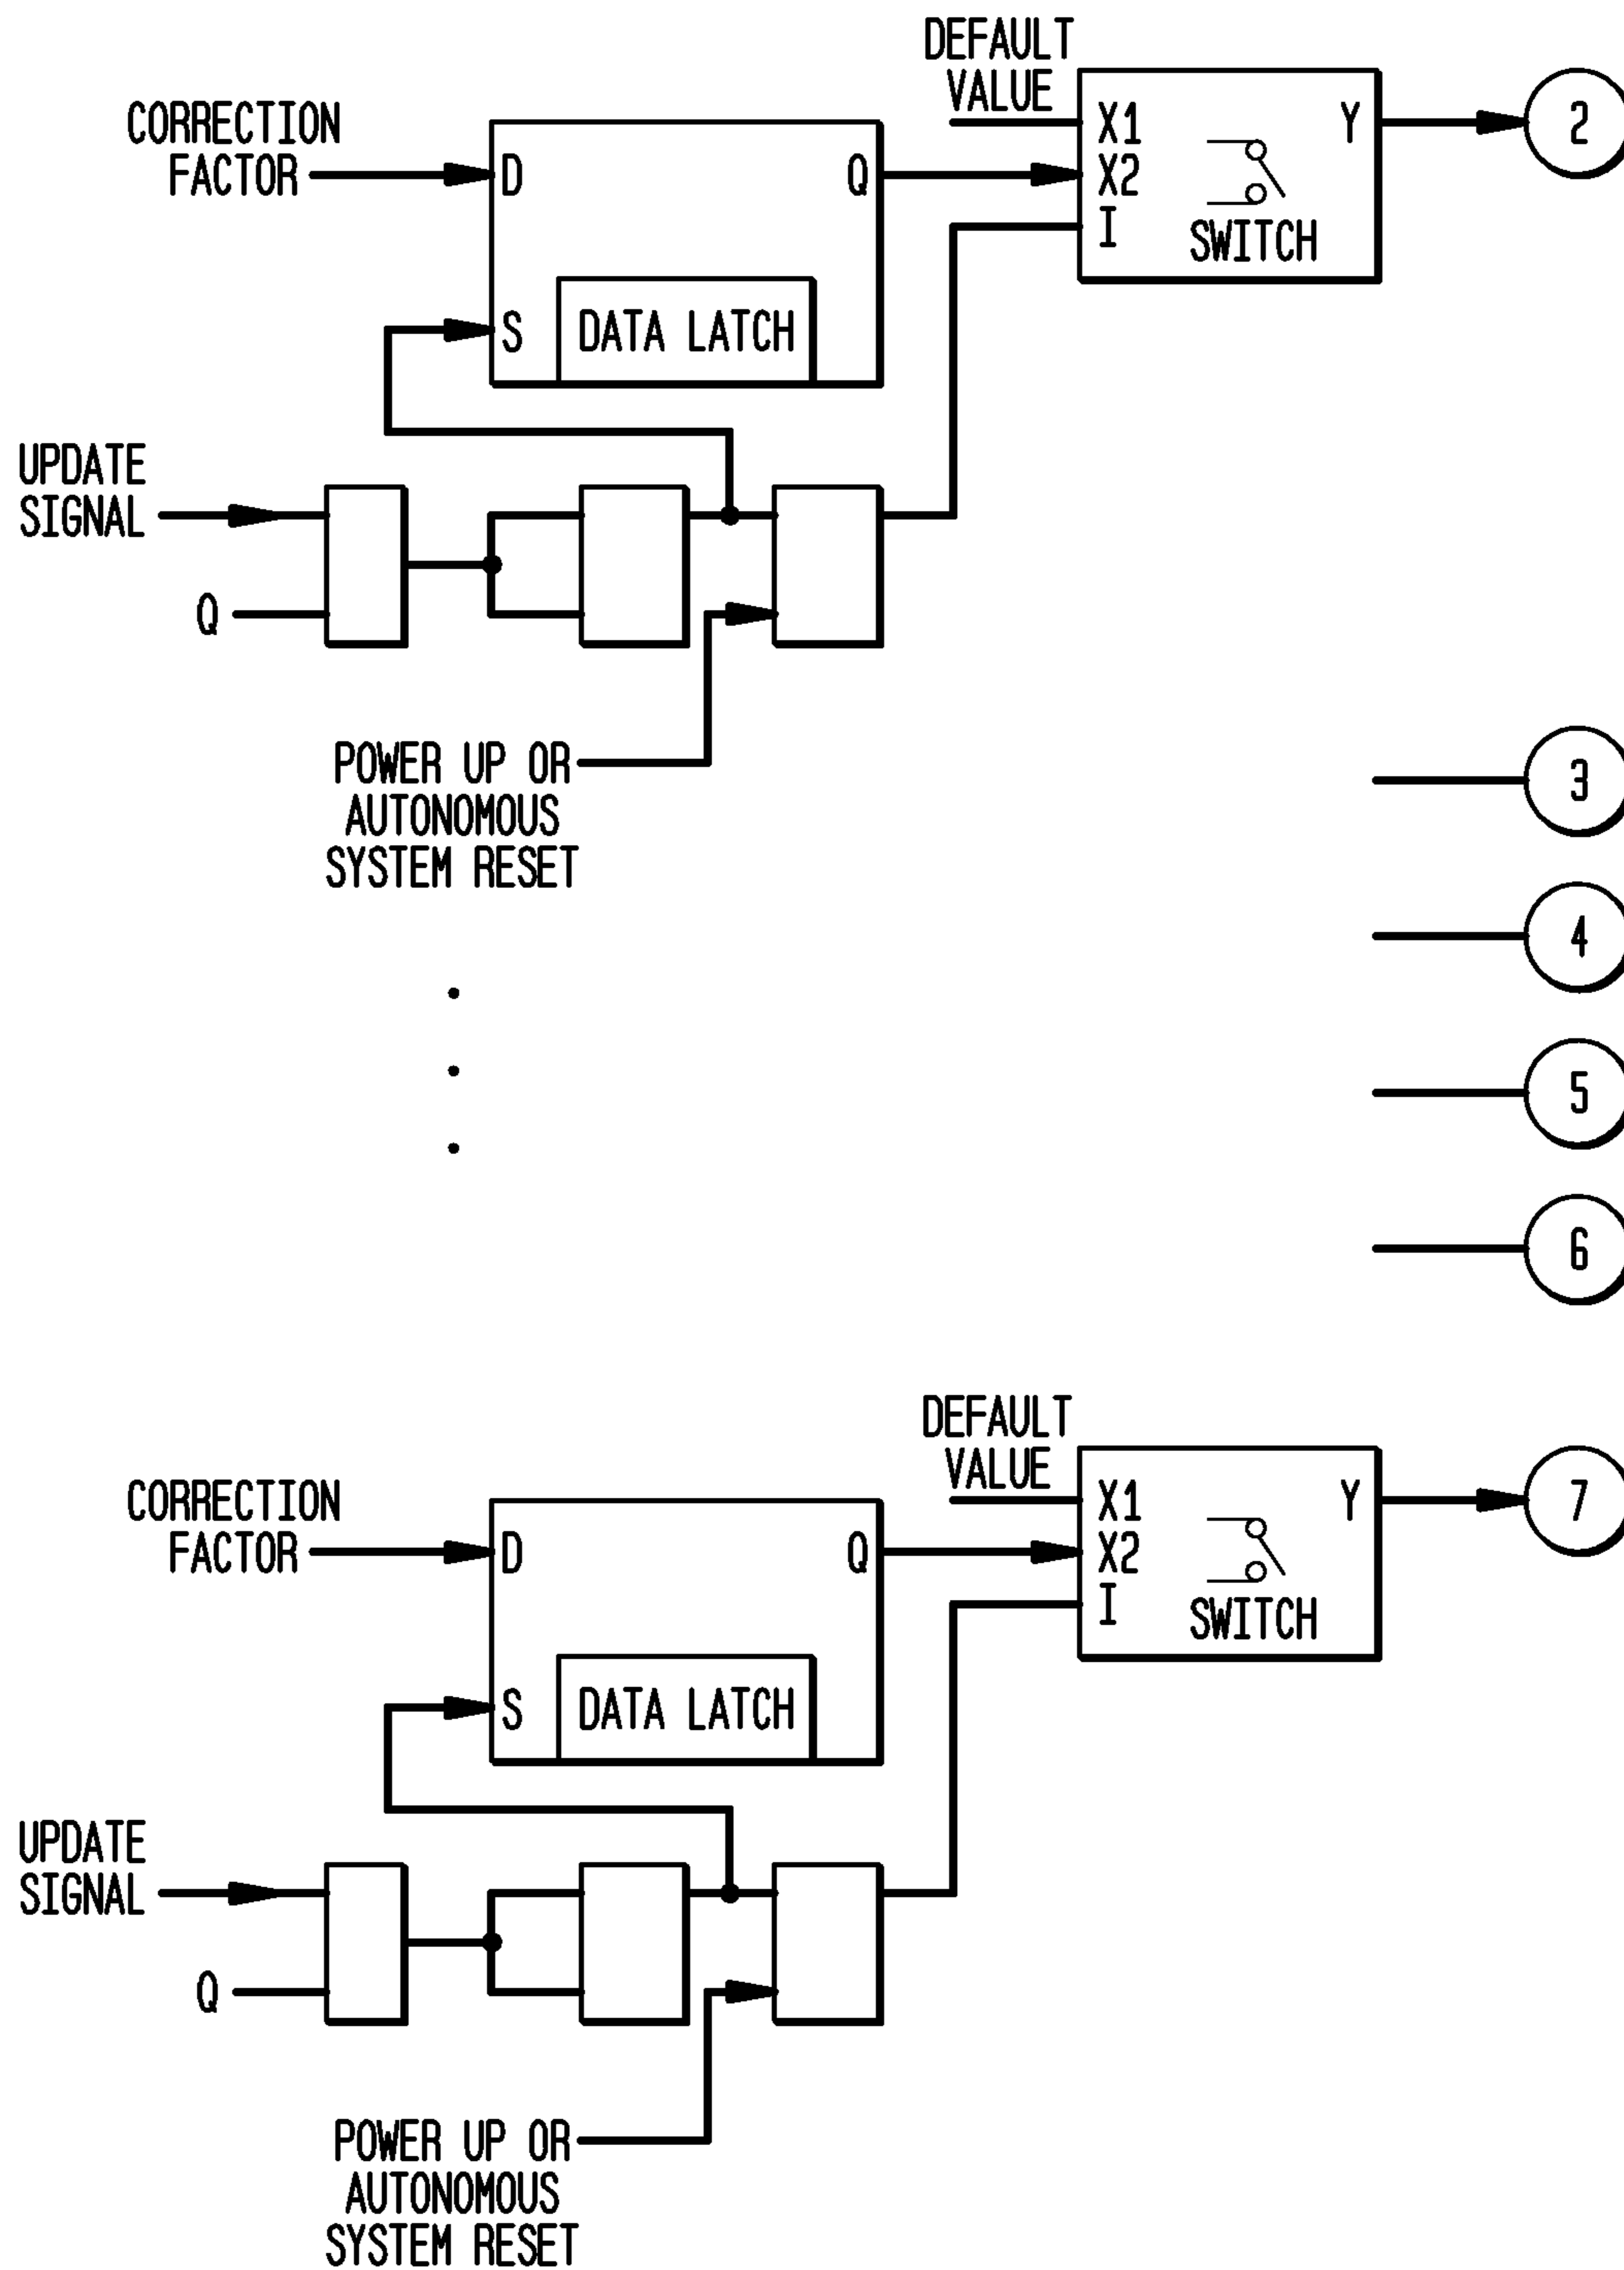 DEFAULT
VALUE
CORRECTION
FACTOR
D
Q
X1
X2
I
Y
SWITCH
2
S
DATA LATCH
UPDATE
SIGNAL
Q
POWER UP OR
AUTONOMOUS
SYSTEM RESET
3
4
5
6
DEFAULT
VALUE
CORRECTION
FACTOR
D
Q
X1
X2
I
Y
SWITCH
7
S
DATA LATCH
UPDATE
SIGNAL
Q
POWER UP OR
AUTONOMOUS
SYSTEM RESET